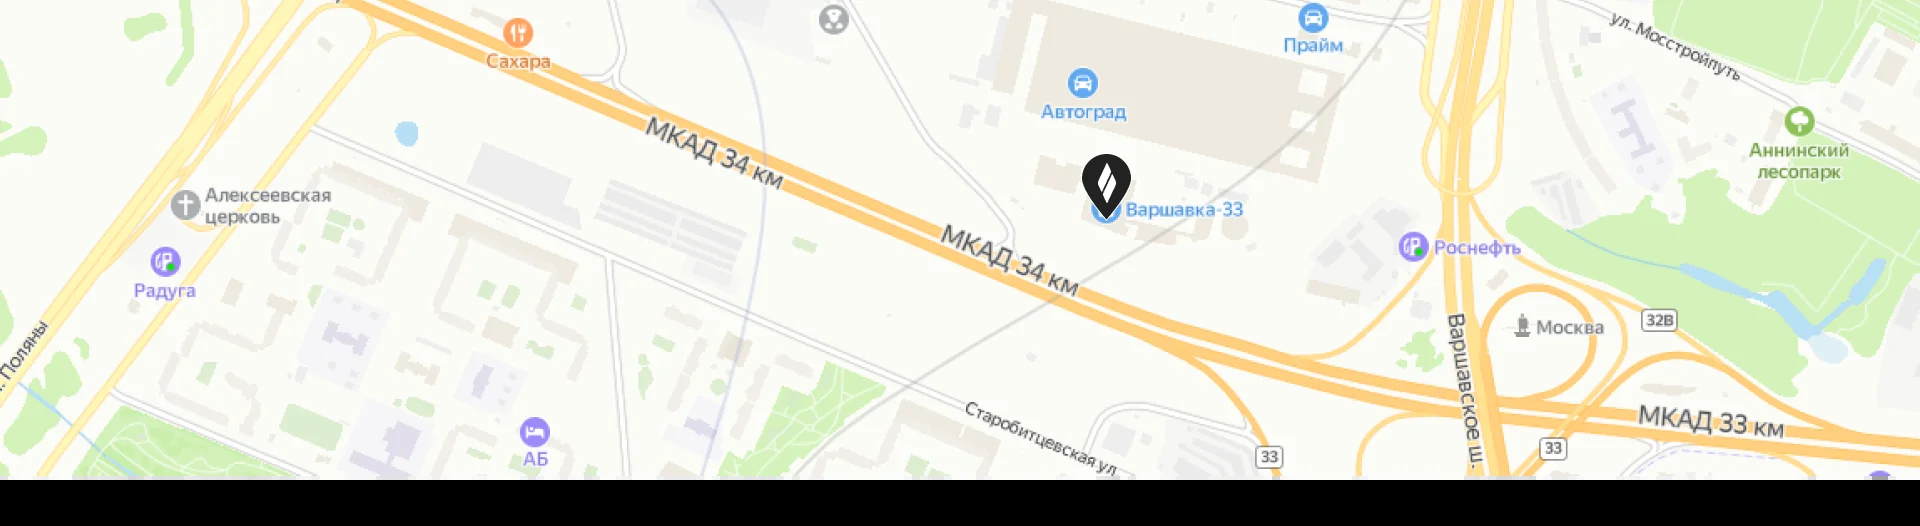 Сахара
Прайм
ул. Мосстройпуть
Автоград
МКАД 34 км
Аннинский
лесопарк
Алексеевская
церковь
Варшавка-33
МКАД 34 км
Роснефть
Радуга
Поляны
Варшавское ш.
Москва
32В
Старобитцевская ул
МКАД 33 км
33
33
АБ